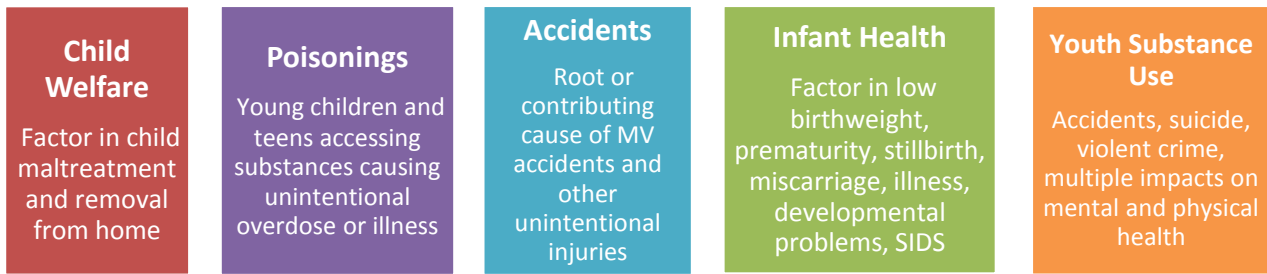 Child
Welfare
Factor in child
maltreatment
and removal
from home
Poisonings
Young children and
teens accessing
substances causing
unintentional
overdose or illness
Accidents
Root or
contributing
cause of MV
accidents and
other
unintentional
injuries
Infant Health
Factor in low
birthweight,
prematurity, stillbirth,
miscarriage, illness,
developmental
problems, SIDS
Youth Substance
Use
Accidents, suicide,
violent crime,
multiple impacts on
mental and physical
health